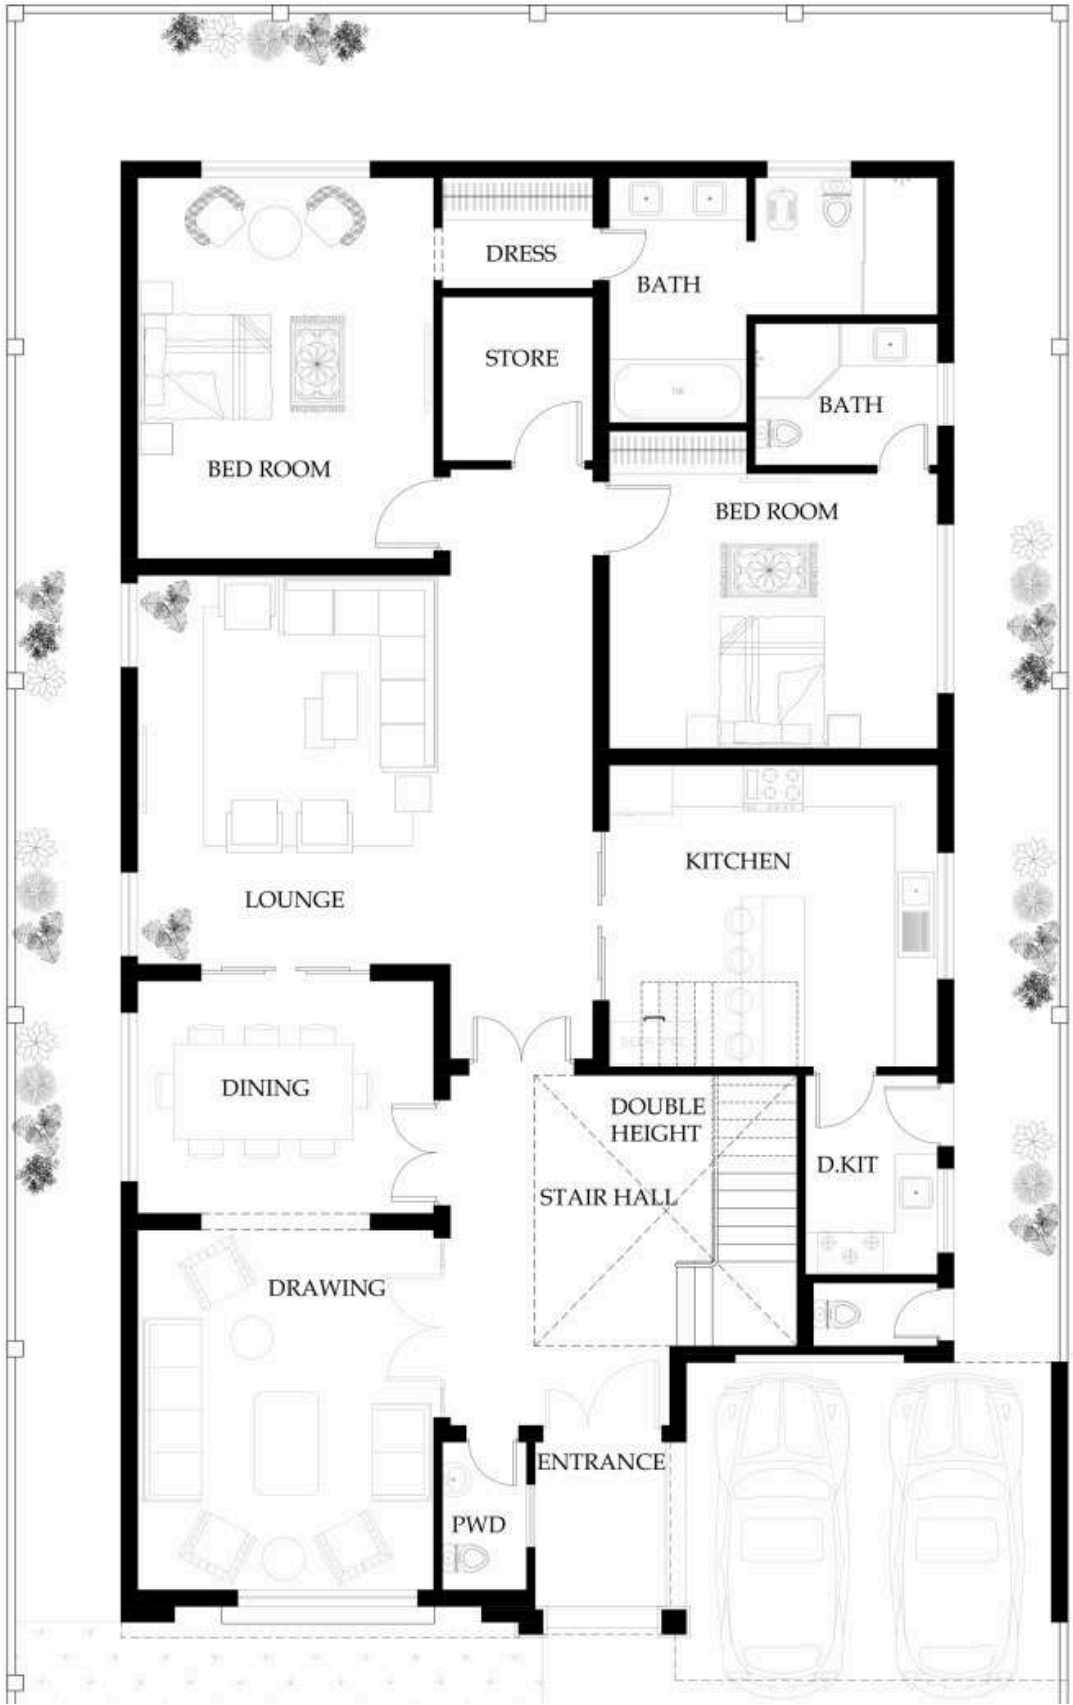 DRESS
BATH
STORE
BATH
BED ROOM
BED ROOM
KITCHEN
LOUNGE
DINING
DOUBLE
HEIGHT
D.KIT
STAIR HALL
DRAWING
ENTRANCE
PWD